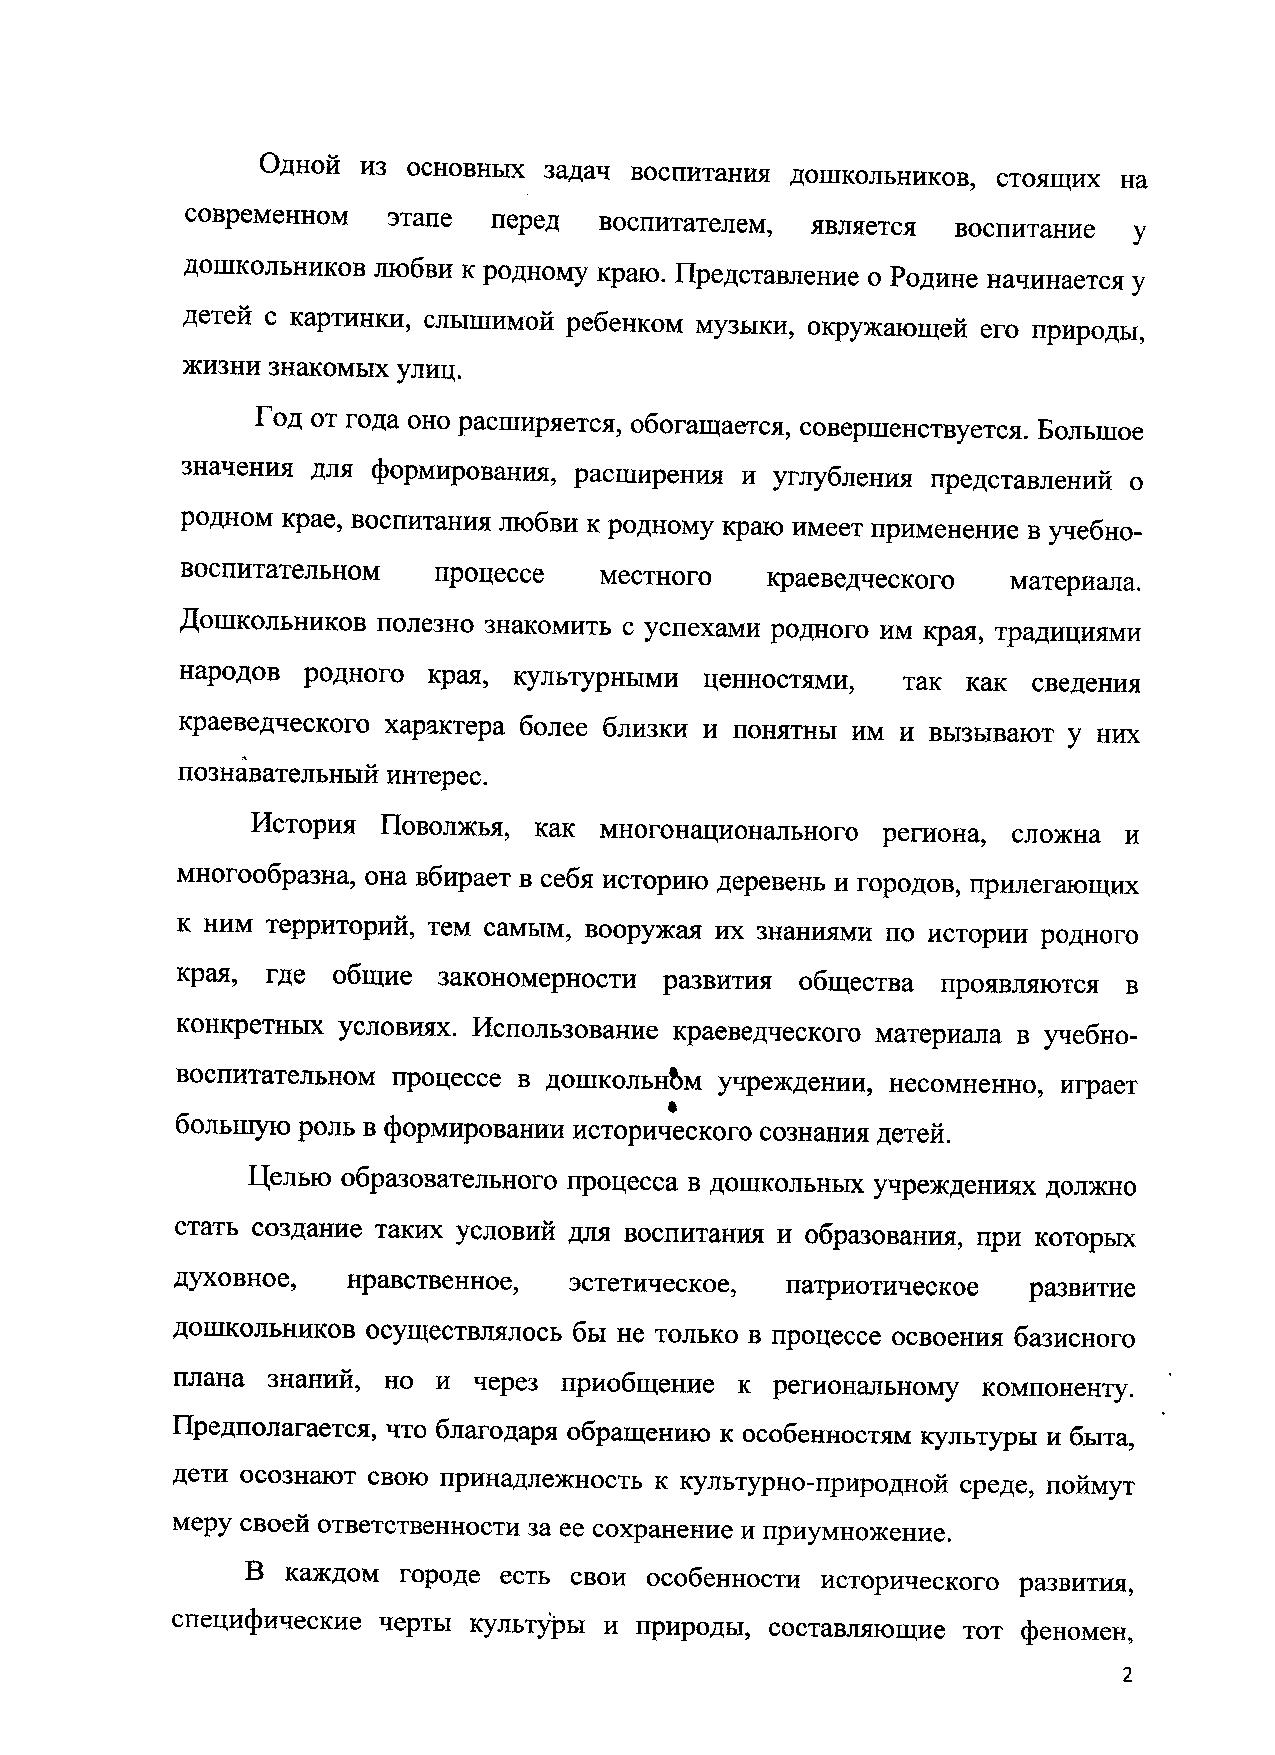 Одной из основных задач воспитания дошкольников, стоящих на
современном этапе перед воспитателем, является воспитание у
дошкольников любви к родному краю. Представление о Родине начинается у
детей с картинки, слышимой ребенком музыки, окружающей его природы,
жизни знакомых улиц.
Год от года оно расширяется, обогащается, совершенствуется. Большое
значения для формирования, расширения и углубления представлений о
родном крае, воспитания любви к родному краю имеет применение в учебно-
воспитательном процессе местного краеведческого материала.
Дошкольников полезно знакомить с успехами родного им края, традициями
народов родного края, культурными ценностями, так как сведения
краеведческого характера более близки и понятны им и вызывают у них
познавательный интерес.
История Поволжья, как многонационального региона, сложна и
многообразна, она вбирает в себя историю деревень и городов, прилегающих
к ним территорий, тем самым, вооружая их знаниями по истории родного
края, где общие закономерности развития общества проявляются в
конкретных условиях. Использование краеведческого материала в учебно-
воспитательном процессе в дошкольном учреждении, несомненно, играет
большую роль в формировании исторического сознания детей.
Целью образовательного процесса в дошкольных учреждениях должно
стать создание таких условий для воспитания и образования, при которых
духовное, нравственное, эстетическое, патриотическое развитие
дошкольников осуществлялось бы не только в процессе освоения базисного
плана знаний, но и через приобщение к региональному компоненту.
Предполагается, что благодаря обращению к особенностям культуры и быта,
дети осознают свою принадлежность к культурно-природной среде, поймут
меру своей ответственности за ее сохранение и приумножение.
В каждом городе есть свои особенности исторического развития,
специфические черты культуры и природы, составляющие тот феномен,
2